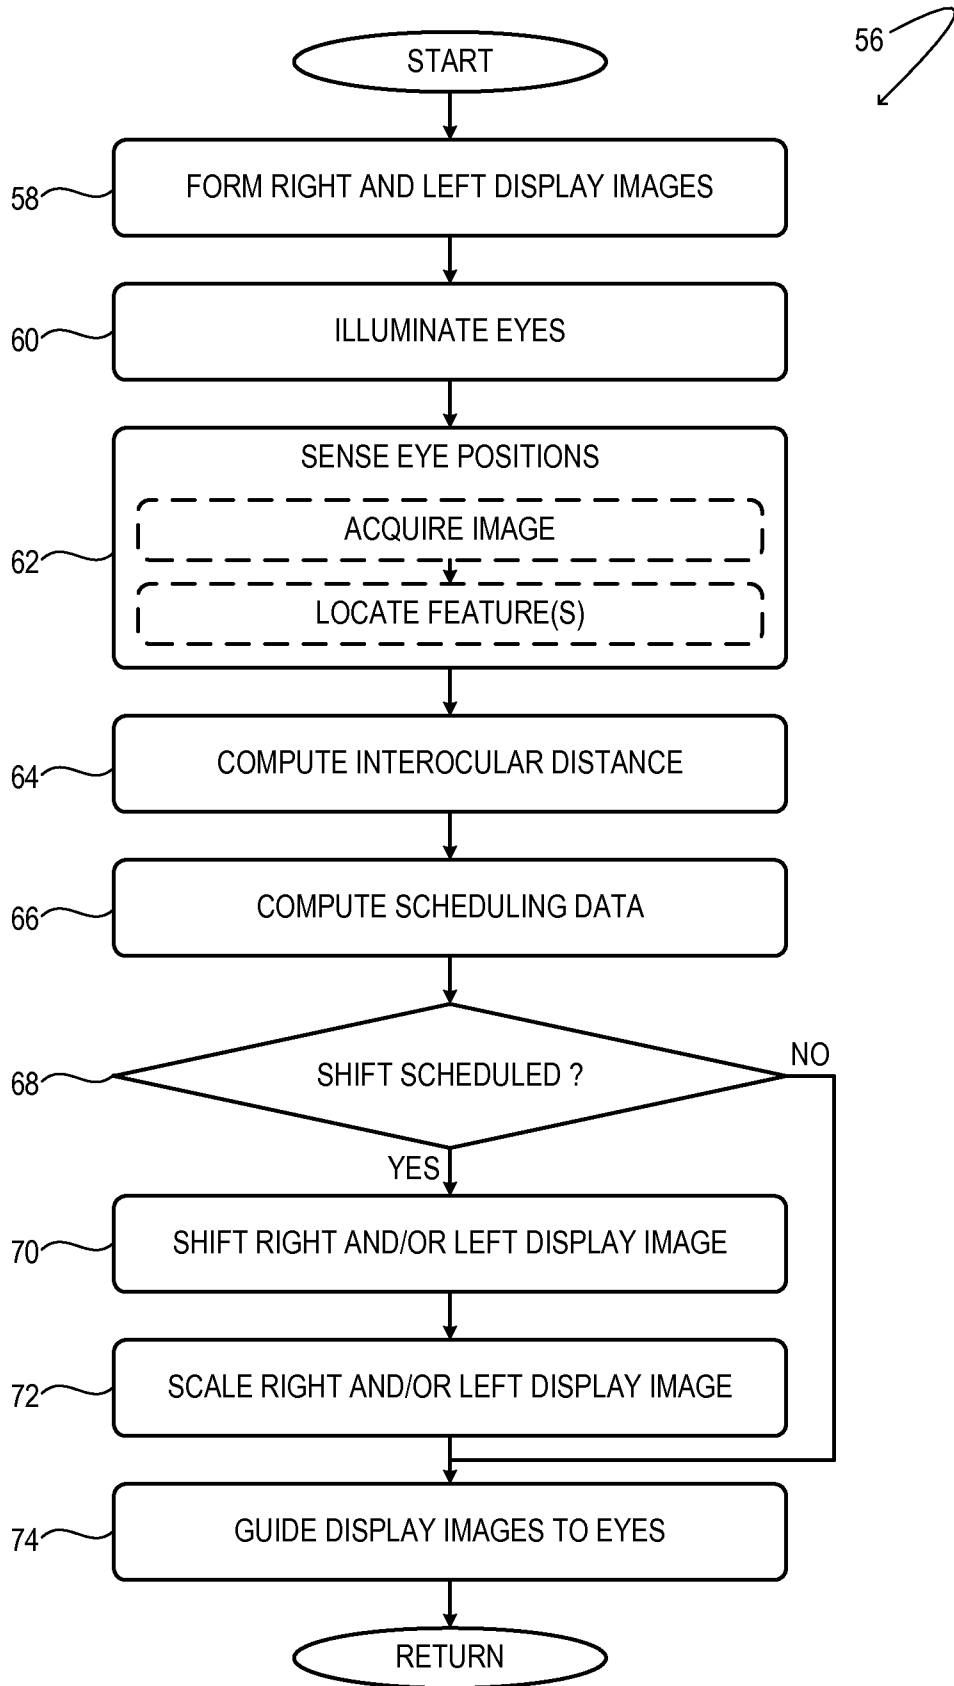 56
START
58
FORM RIGHT AND LEFT DISPLAY IMAGES
60
ILLUMINATE EYES
SENSE EYE POSITIONS
ACQUIRE IMAGE
62
LOCATE FEATURE(S)
64
COMPUTE INTEROCULAR DISTANCE
66
COMPUTE SCHEDULING DATA
68
SHIFT SCHEDULED ?
NO
YES
70
SHIFT RIGHT AND/OR LEFT DISPLAY IMAGE
72
SCALE RIGHT AND/OR LEFT DISPLAY IMAGE
74
GUIDE DISPLAY IMAGES TO EYES
RETURN